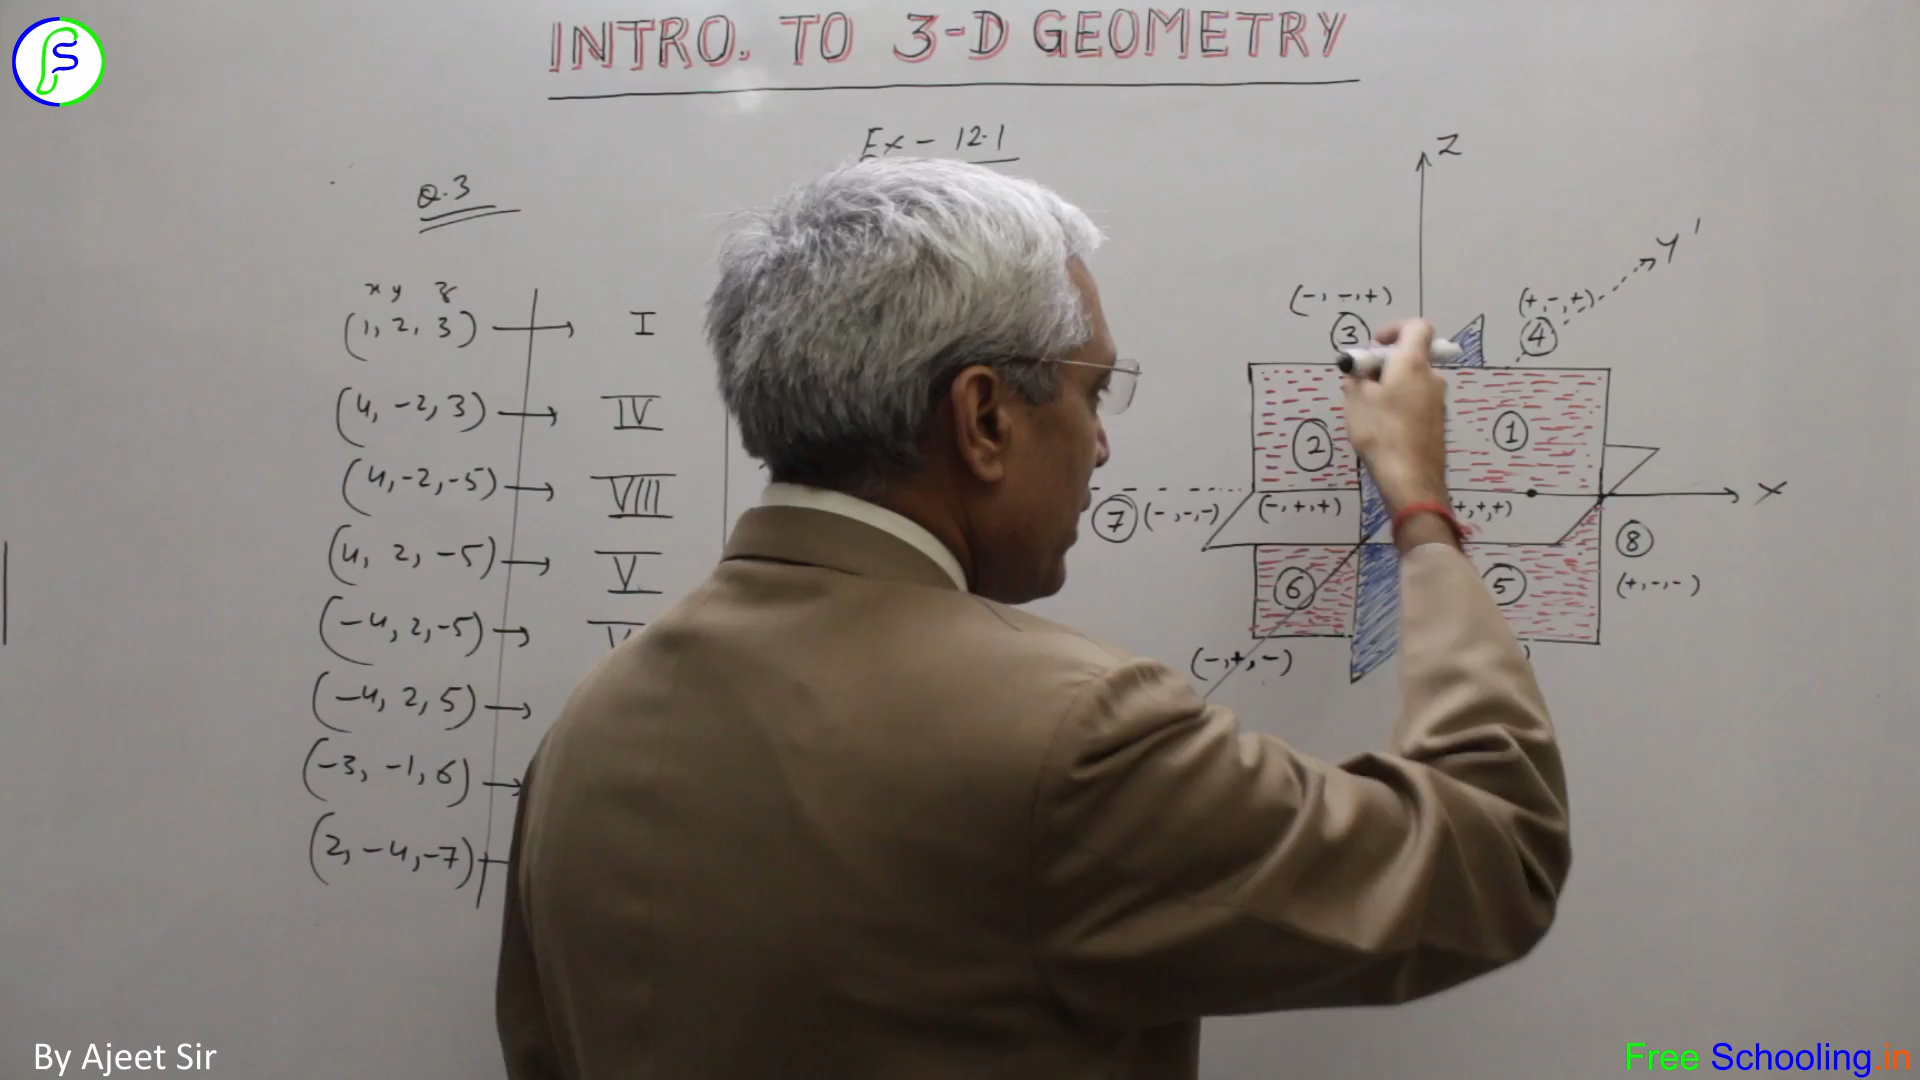 INTRO. TO 3-D GEOMETRY
Ex - 12.1
Q.3
x y z
(1, 2, 3) → I
(4, -2, 3) → IV
(4, -2, -5) → VIII
(4, 2, -5) → V
(-4, 2, -5) →
(-4, 2, 5) →
(-3, -1, 6) →
(2, -4, -7)
Z
Y'
(-, -, +)
(+, -, +)
3
4
2
1
X
7 (-, -, -)
(-, +, +)
+, +, +)
8
(+, -, -)
6
5
(-, +, -)
By Ajeet Sir
Free Schooling.in